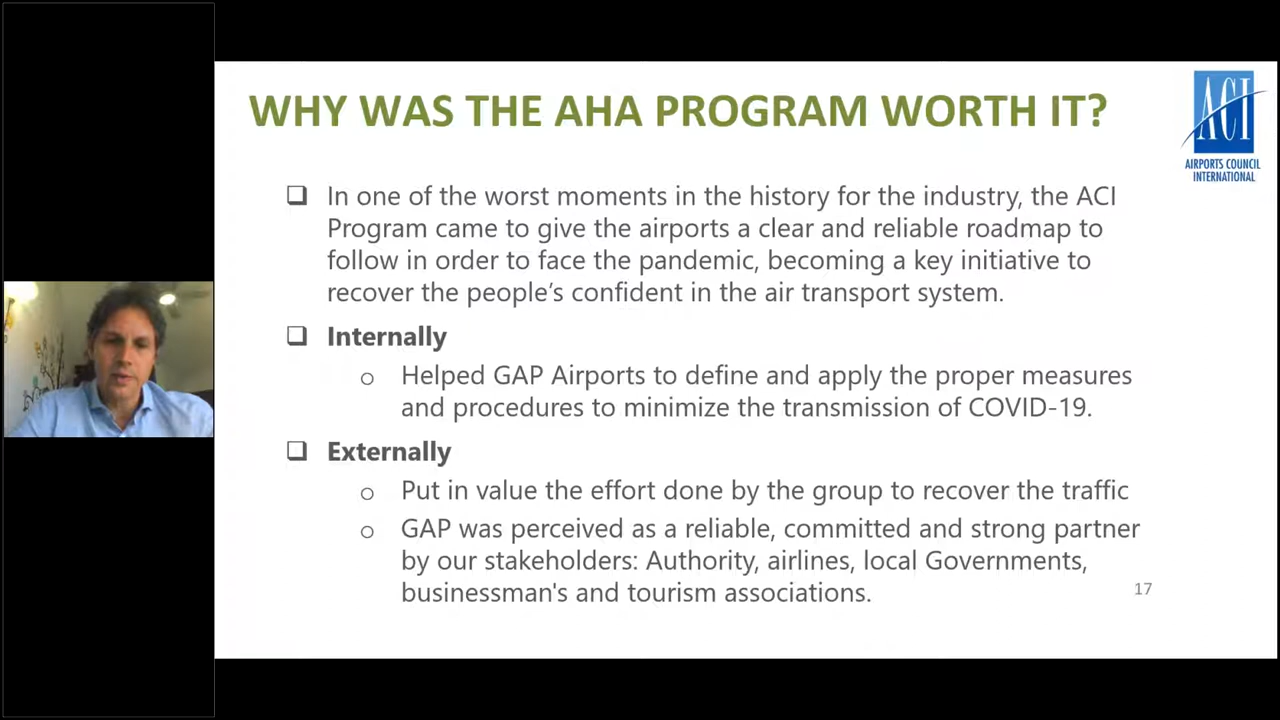 WHY WAS THE AHA PROGRAM WORTH IT?
ACI
AIRPORTS COUNCIL
INTERNATIONAL
In one of the worst moments in the history for the industry, the ACI
Program came to give the airports a clear and reliable roadmap to
follow in order to face the pandemic, becoming a key initiative to
recover the people’s confident in the air transport system.
Internally
Helped GAP Airports to define and apply the proper measures
and procedures to minimize the transmission of COVID-19.
Externally
Put in value the effort done by the group to recover the traffic
GAP was perceived as a reliable, committed and strong partner
by our stakeholders: Authority, airlines, local Governments,
businessman's and tourism associations.
17